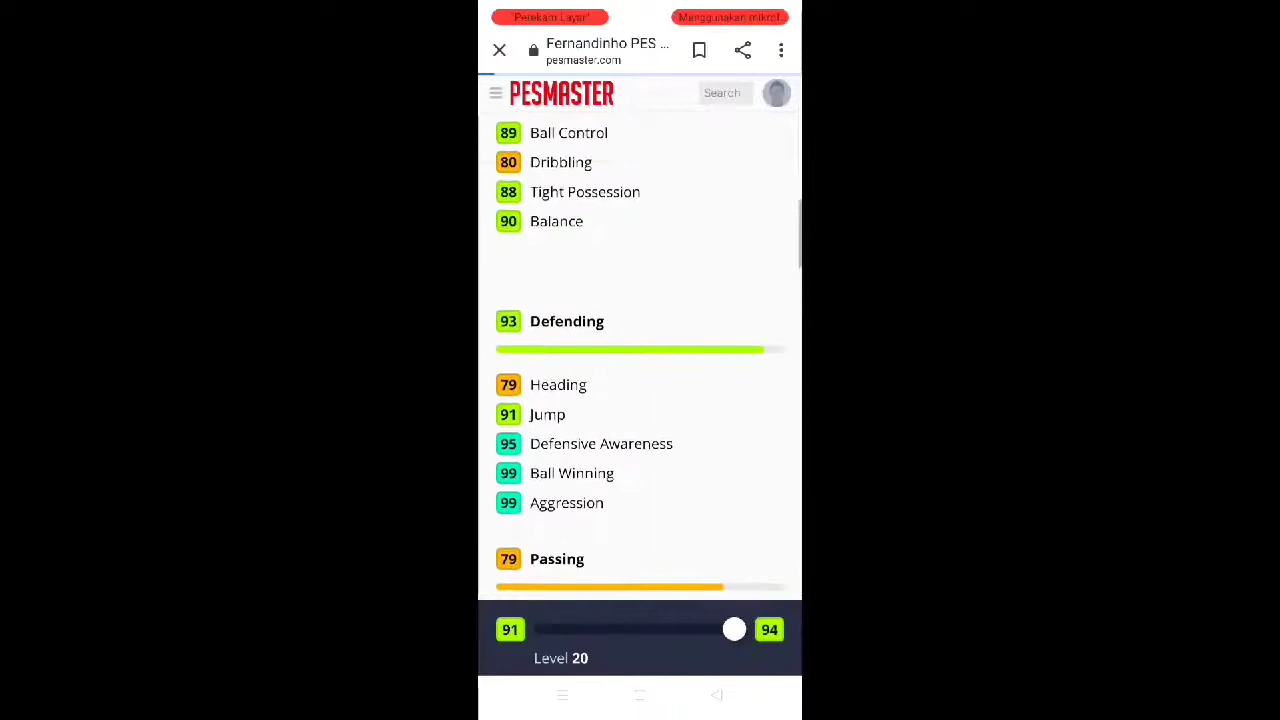 "Perekam Layar" Menggunakan mikrof...
Fernandinho PES ...
pesmaster.com
PESMASTER Search
89 Ball Control
80 Dribbling
88 Tight Possession
90 Balance
93 Defending
79 Heading
91 Jump
95 Defensive Awareness
99 Ball Winning
99 Aggression
79 Passing
91 94
Level 20